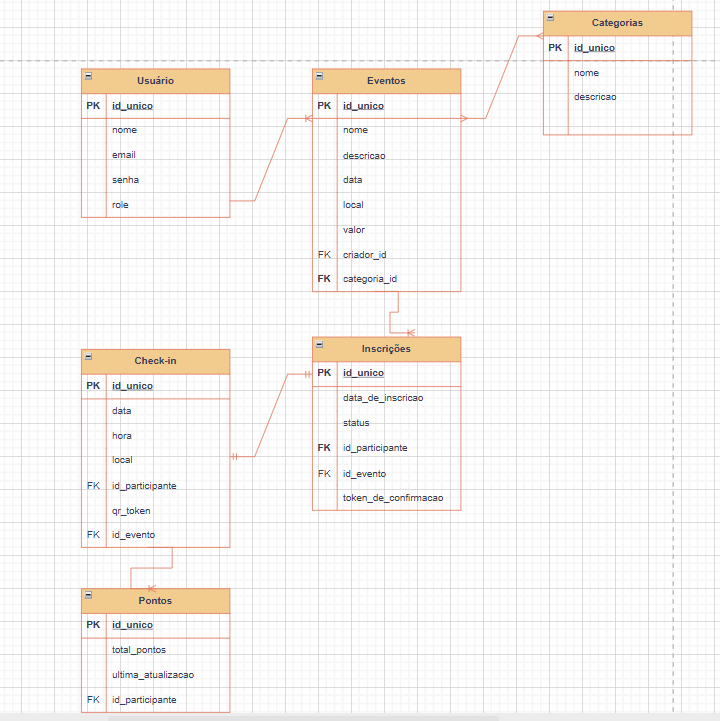 Categorias
PK id_unico
nome
descricao
Usuário
PK id_unico
nome
email
senha
role
Eventos
PK id_unico
nome
descricao
data
local
valor
FK criador_id
FK categoria_id
Check-in
PK id_unico
data
hora
local
FK id_participante
qr_token
FK id_evento
Inscrições
PK id_unico
data_de_inscricao
status
FK id_participante
FK id_evento
token_de_confirmacao
Pontos
PK id_unico
total_pontos
ultima_atualizacao
FK id_participante